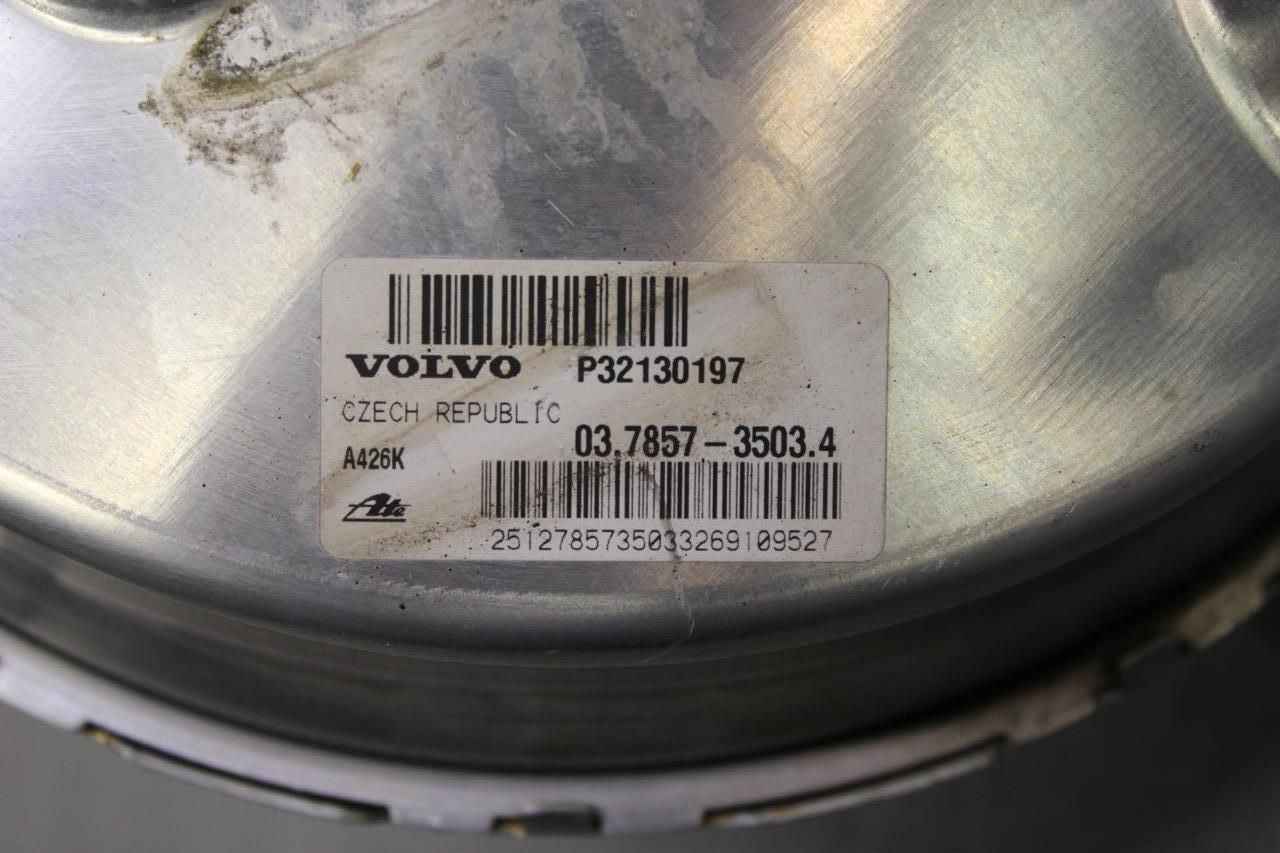 VOLVO P32130197
CZECH REPUBLIC
03.7857-3503.4
A426K
Ate
2512785735033269109527